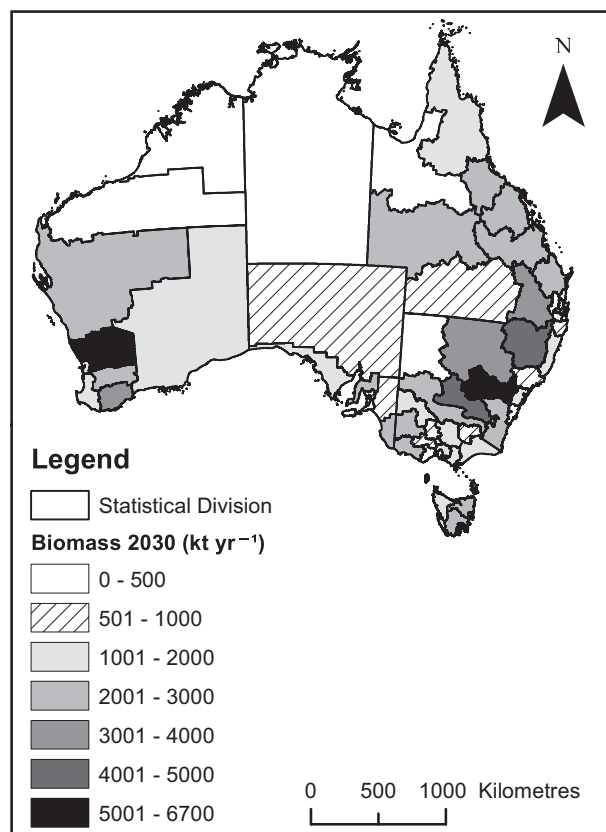 N
Legend
Statistical Division
Biomass 2030 (kt yr⁻¹)
0 - 500
501 - 1000
1001 - 2000
2001 - 3000
3001 - 4000
4001 - 5000
5001 - 6700
0 500 1000 Kilometres